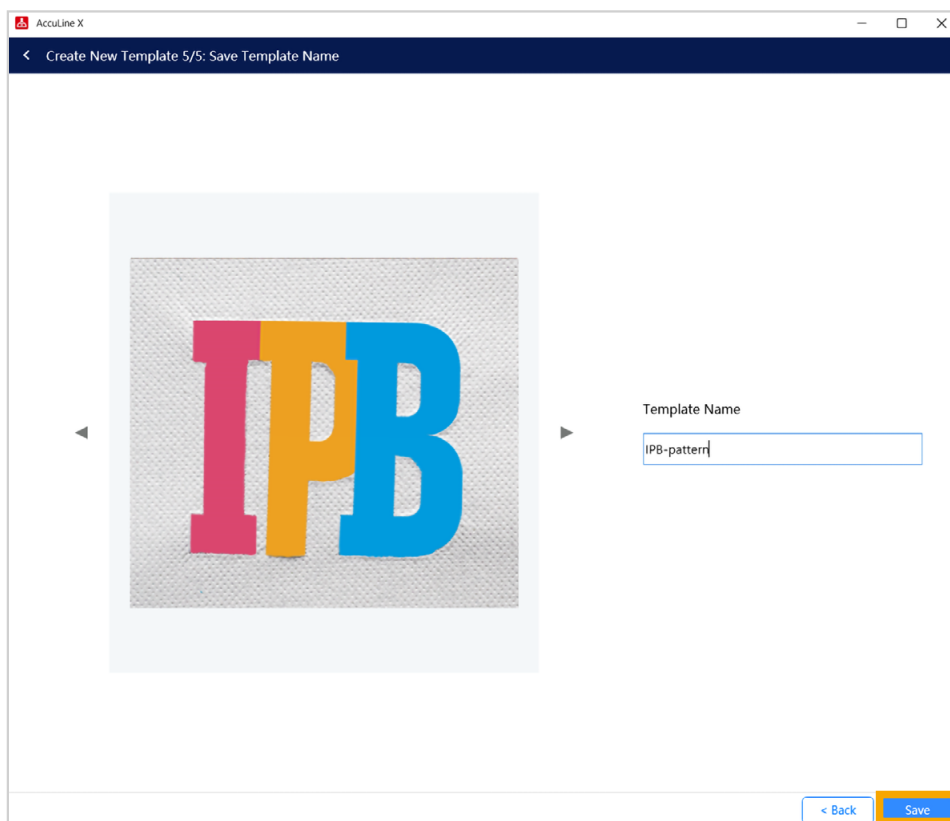 AccuLine X
Create New Template 5/5: Save Template Name
IPB
Template Name
IPB-pattern
< Back
Save